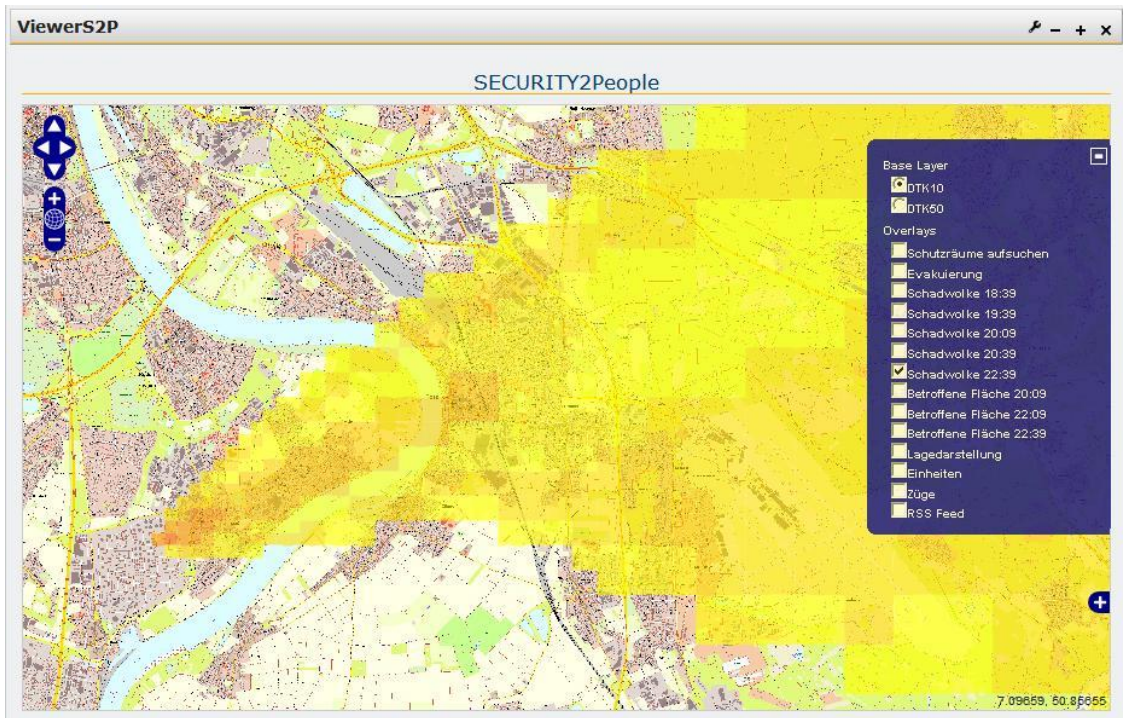 ViewerS2P
SECURITY2People
Base Layer
DTK10
DTK50
Overlays
Schutzräume aufsuchen
Evakuierung
Schadwolke 18:39
Schadwolke 19:39
Schadwolke 20:09
Schadwolke 20:39
Schadwolke 22:39
Betroffene Fläche 20:09
Betroffene Fläche 22:09
Betroffene Fläche 22:39
Lagedarstellung
Einheiten
Züge
RSS Feed
7.09659, 50.85655